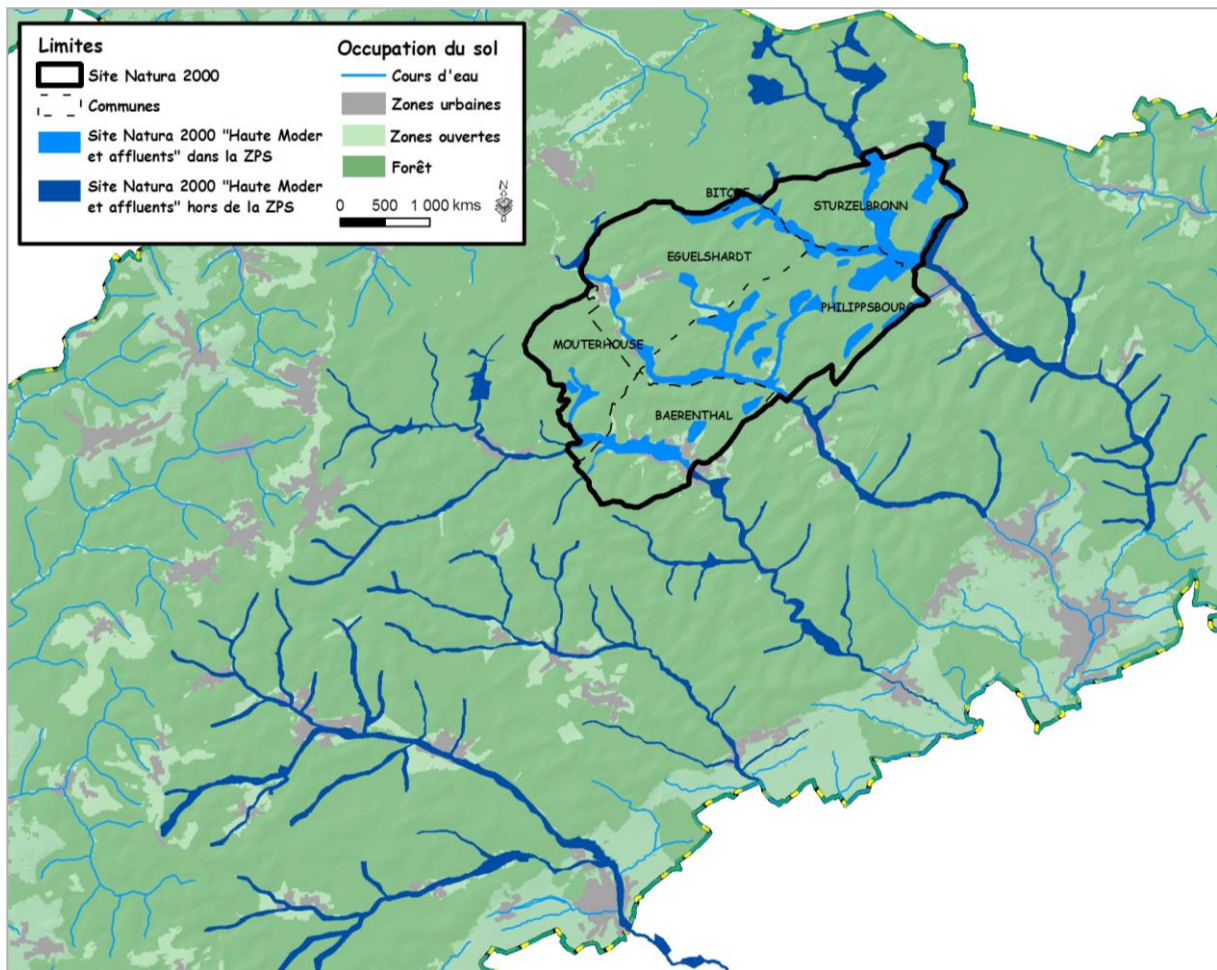 Limites
Site Natura 2000
Communes
Site Natura 2000 "Haute Moder
et affluents" dans la ZPS
Site Natura 2000 "Haute Moder
et affluents" hors de la ZPS
Occupation du sol
Cours d'eau
Zones urbaines
Zones ouvertes
Forêt
0 500 1 000 kms
N
BITCHE
STURZELBRONN
EGUELSHARDT
PHILIPPSBOURG
MOUTERHOUSE
BAERENTHAL